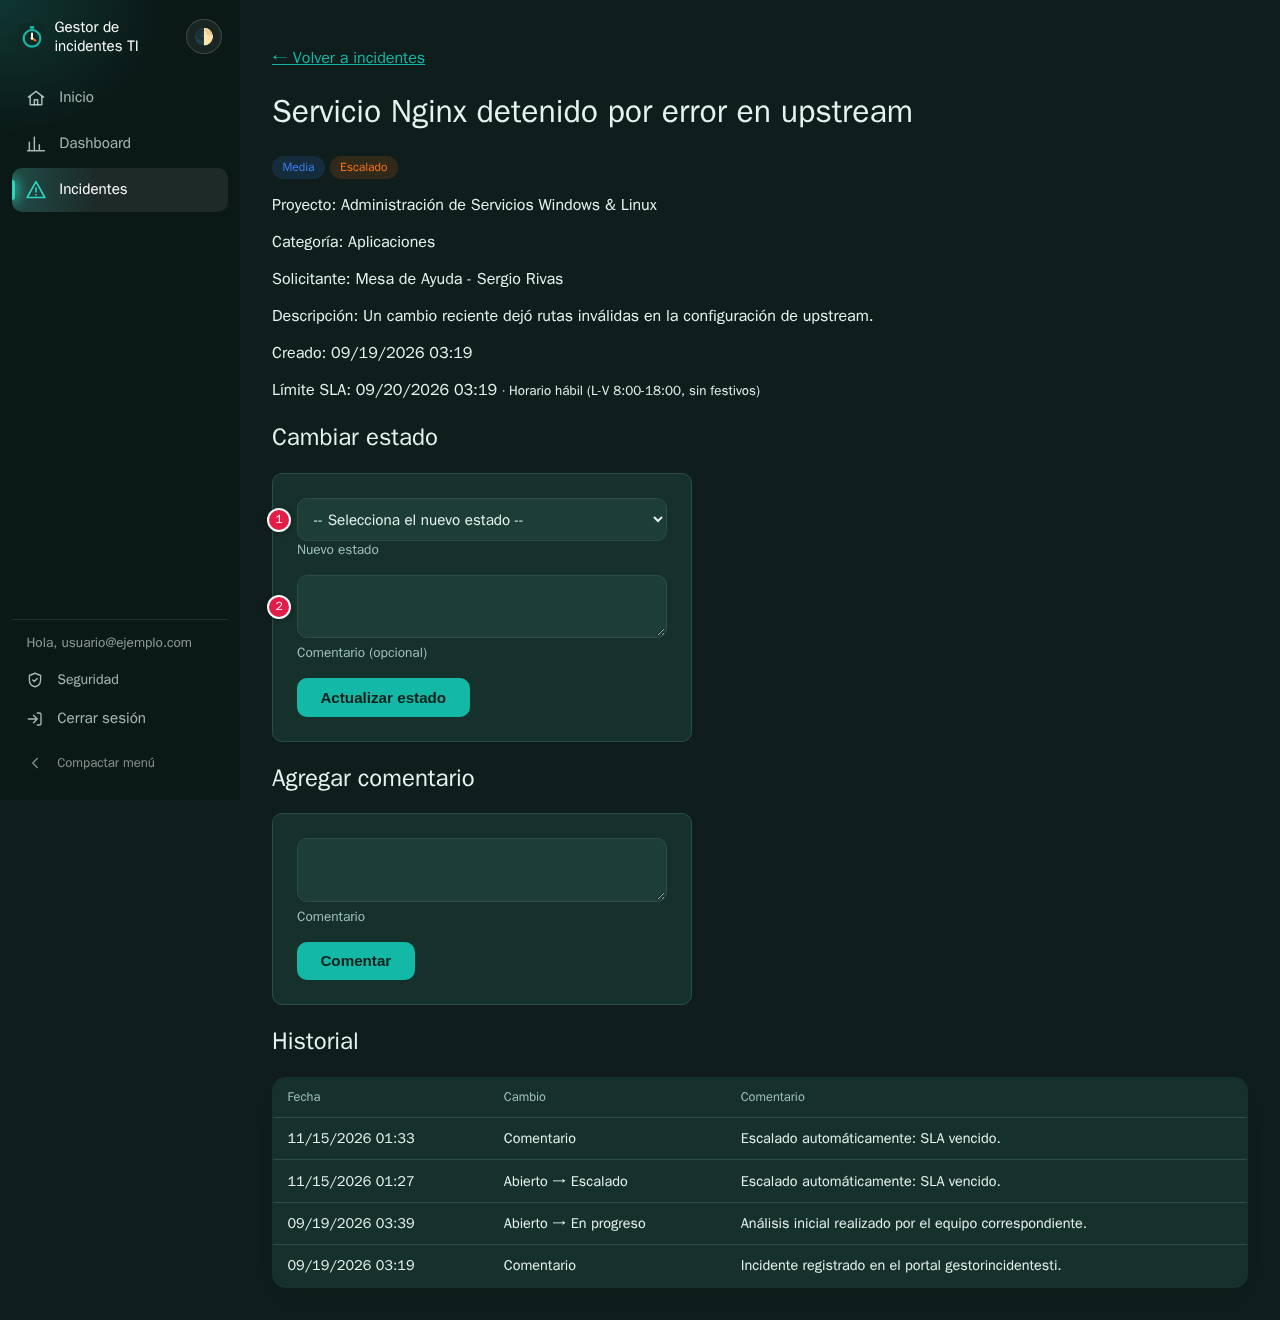 Gestor de
incidentes TI
Inicio
Dashboard
Incidentes
Hola, usuario@ejemplo.com
Seguridad
Cerrar sesión
Compactar menú
← Volver a incidentes
Servicio Nginx detenido por error en upstream
Media Escalado
Proyecto: Administración de Servicios Windows & Linux
Categoría: Aplicaciones
Solicitante: Mesa de Ayuda - Sergio Rivas
Descripción: Un cambio reciente dejó rutas inválidas en la configuración de upstream.
Creado: 09/19/2026 03:19
Límite SLA: 09/20/2026 03:19 · Horario hábil (L-V 8:00-18:00, sin festivos)
Cambiar estado
1 -- Selecciona el nuevo estado --
Nuevo estado
2
Comentario (opcional)
Actualizar estado
Agregar comentario
Comentario
Comentar
Historial
Fecha Cambio Comentario
11/15/2026 01:33 Comentario Escalado automáticamente: SLA vencido.
11/15/2026 01:27 Abierto → Escalado Escalado automáticamente: SLA vencido.
09/19/2026 03:39 Abierto → En progreso Análisis inicial realizado por el equipo correspondiente.
09/19/2026 03:19 Comentario Incidente registrado en el portal gestorincidentesti.